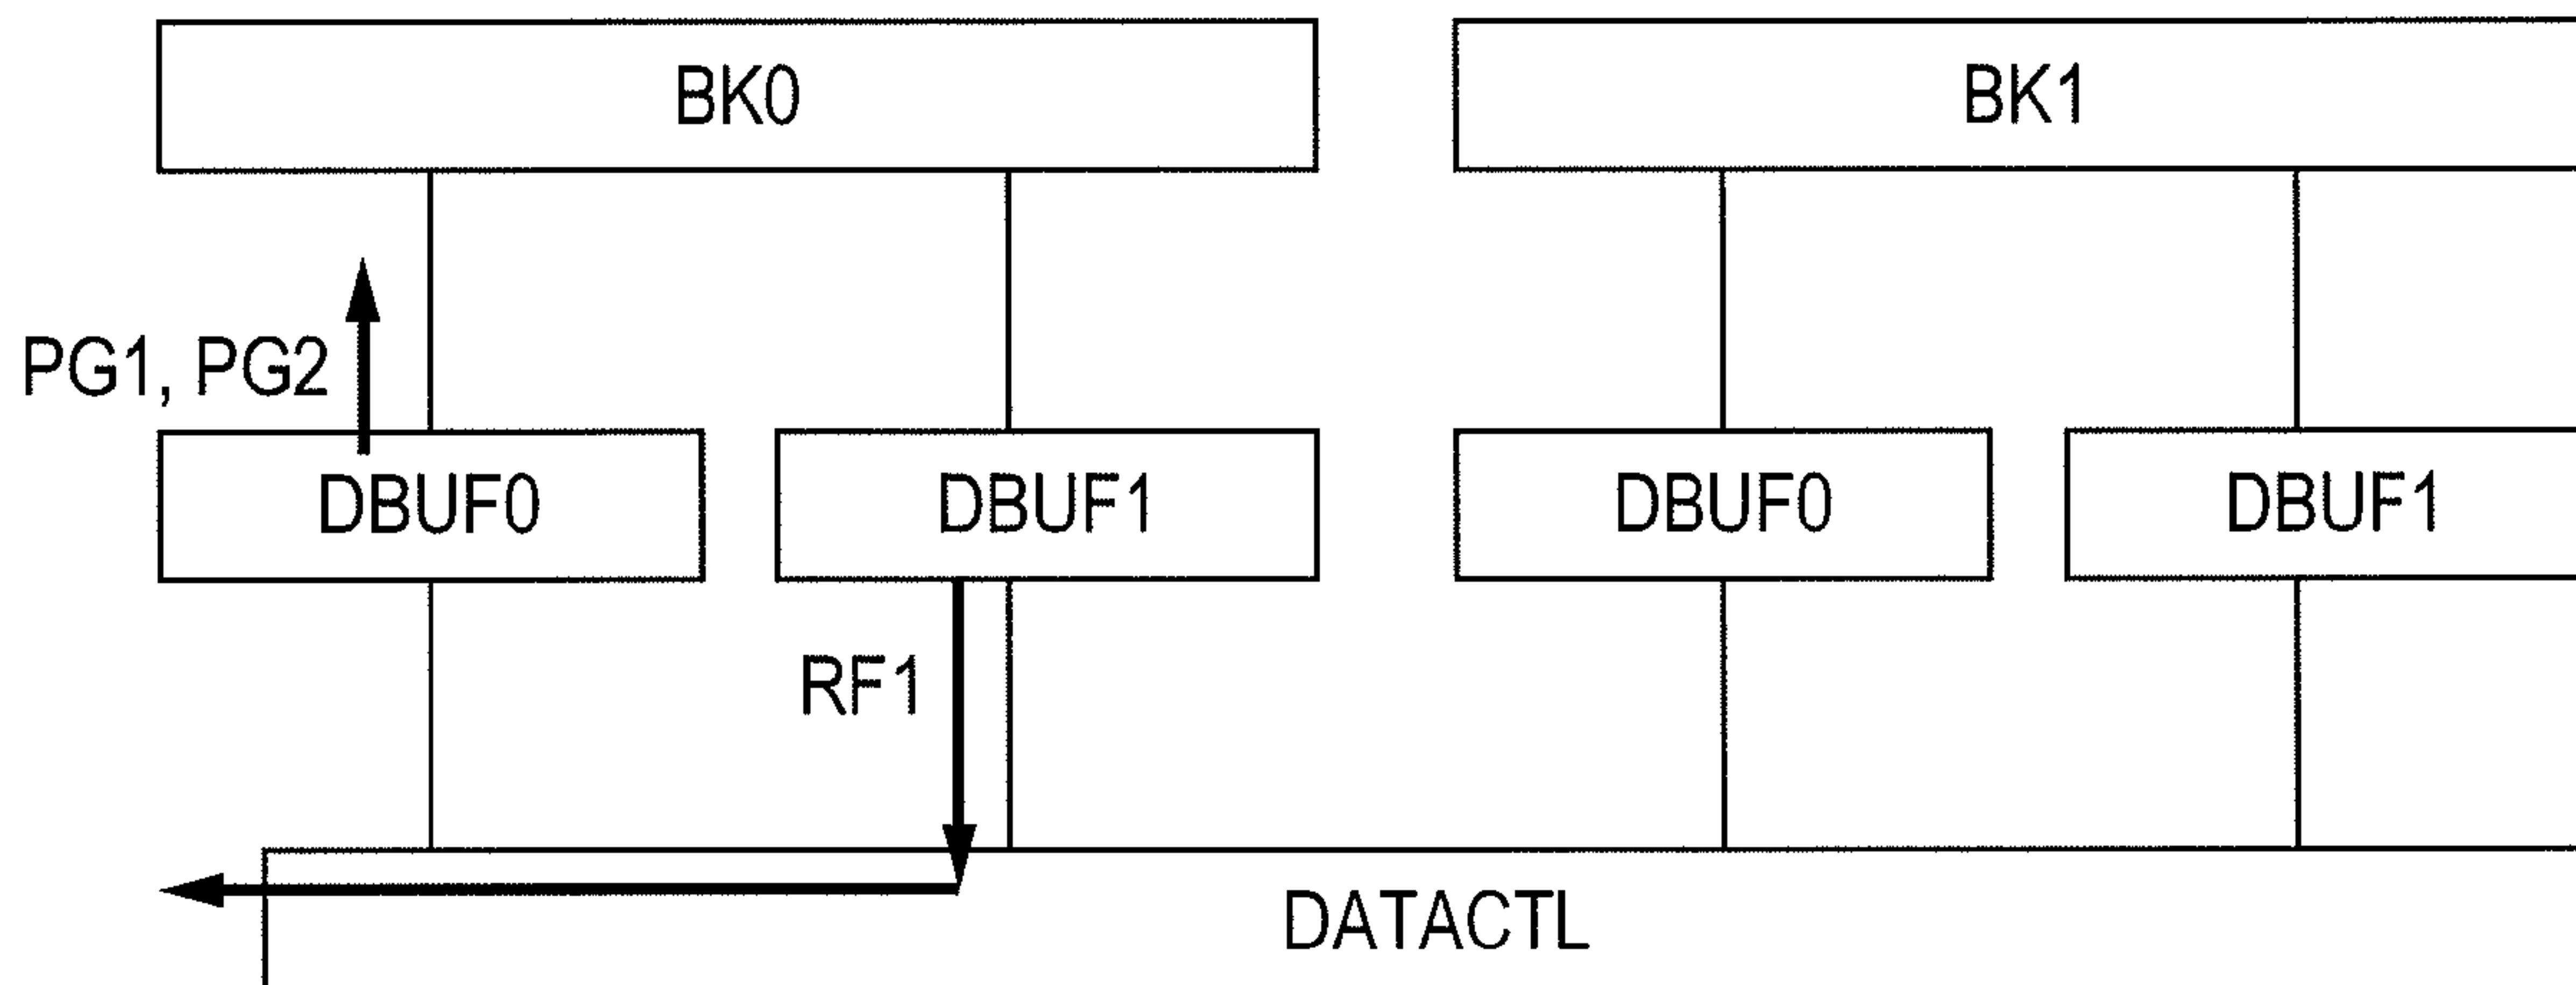 BK0 BK1
PG1, PG2
DBUF0 DBUF1 DBUF0 DBUF1
RF1
DATACTL